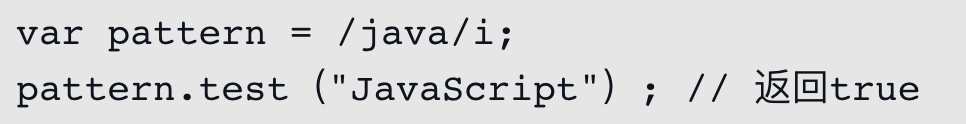 var pattern = /java/i;
pattern.test ("JavaScript") ; // 返回true